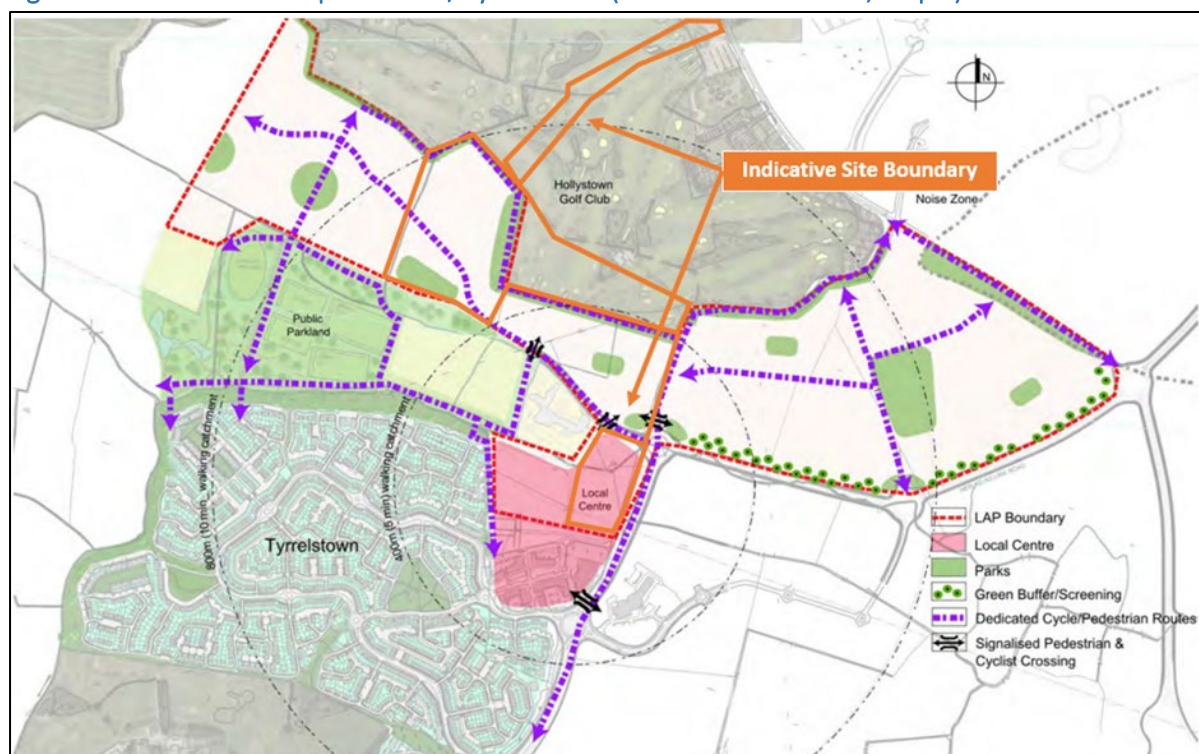 N
Indicative Site Boundary
Hollystown
Golf Club
Noise Zone
Public
Parkland
800m (10 min. walking catchment
400m (5 min) walking catchment
Local
Centre
Tyrrelstown
LAP Boundary
Local Centre
Parks
Green Buffer/Screening
Dedicated Cycle/Pedestrian Routes
Signalised Pedestrian &
Cyclist Crossing